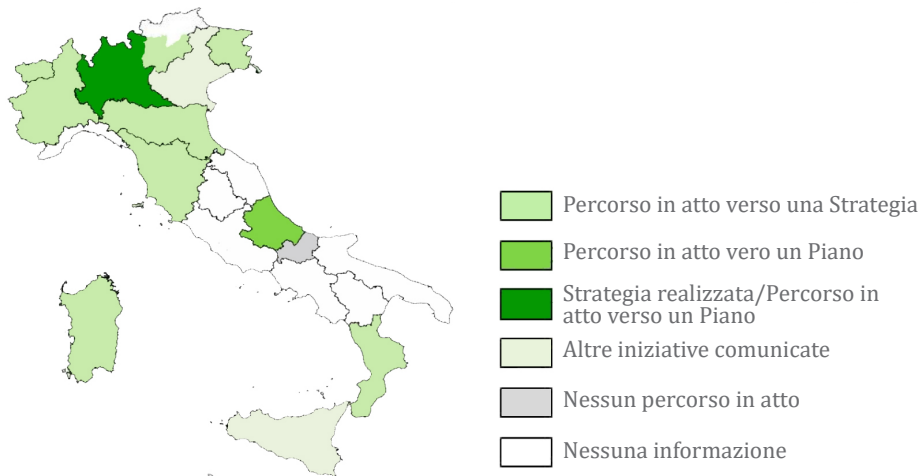 Percorso in atto verso una Strategia
Percorso in atto vero un Piano
Strategia realizzata/Percorso in
atto verso un Piano
Altre iniziative comunicate
Nessun percorso in atto
Nessuna informazione